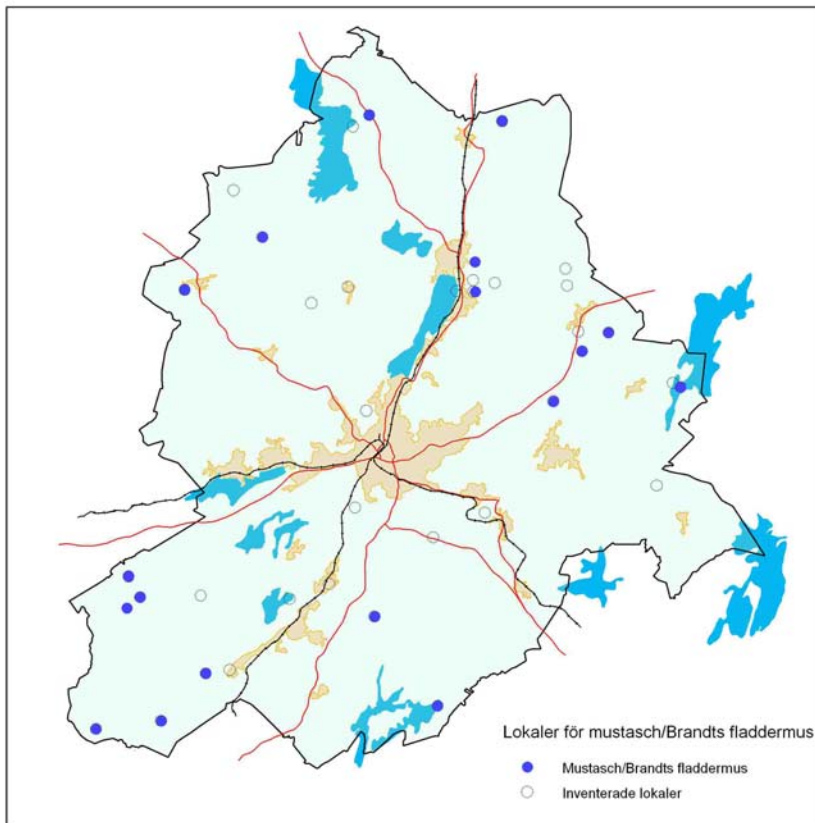 Lokaler för mustasch/Brandts fladdermus
Mustasch/Brandts fladdermus
Inventerade lokaler